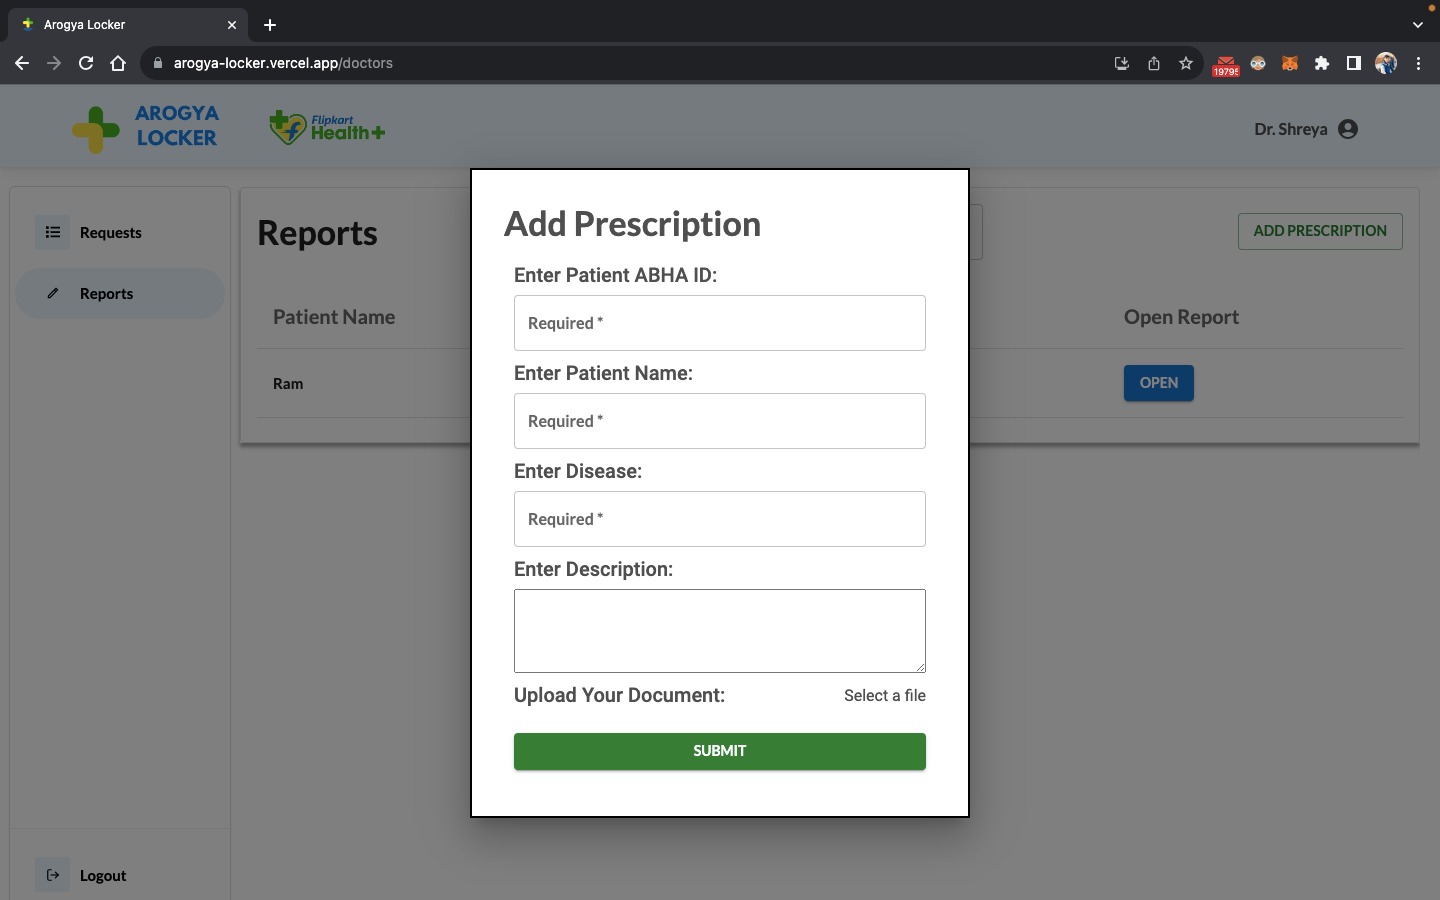 Arogya Locker
arogya-locker.vercel.app/doctors
AROGYA
LOCKER
Flipkart
Health+
Dr. Shreya
Requests
Reports
Logout
Reports
ADD PRESCRIPTION
Patient Name
Open Report
Ram
OPEN
Add Prescription
Enter Patient ABHA ID:
Required *
Enter Patient Name:
Required *
Enter Disease:
Required *
Enter Description:
Upload Your Document: Select a file
SUBMIT